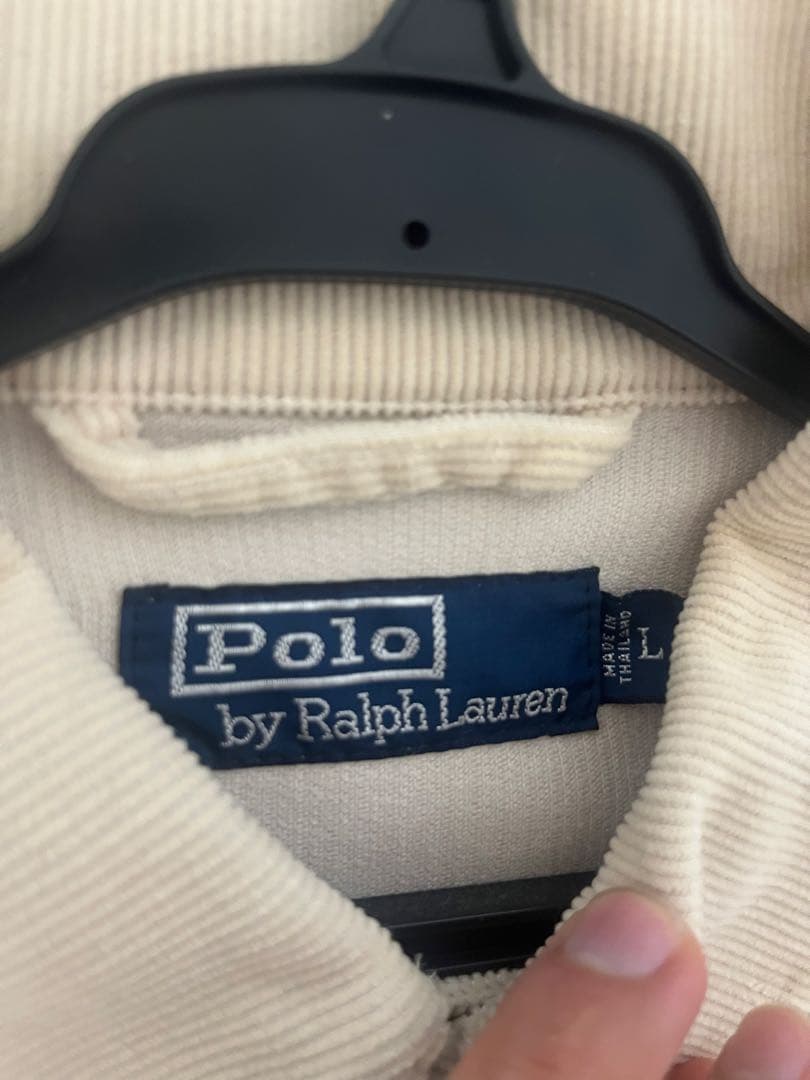 Polo
by Ralph Lauren
MADE IN
THAILAND
L